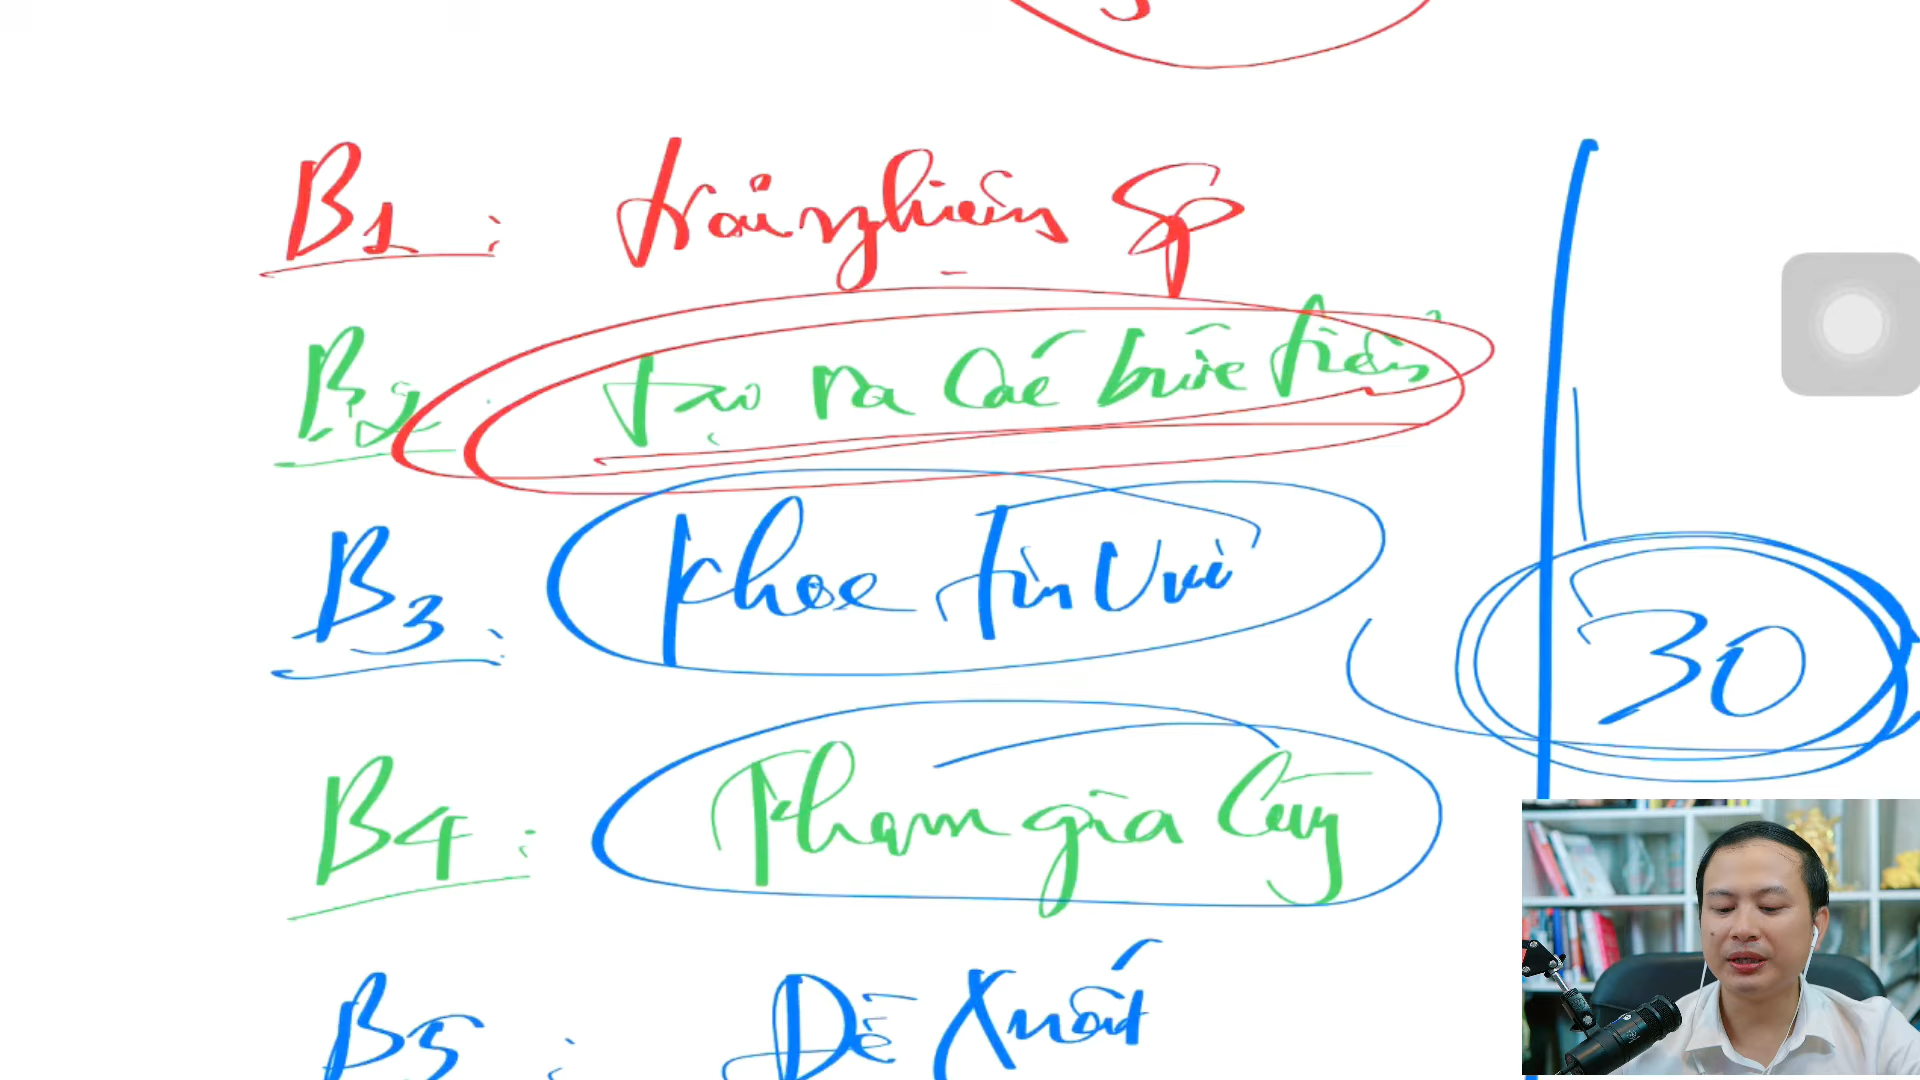 B1: trải nghiệm Sp
B2: Tạo ra các bước tiến
B3: khoe tin vui
30
B4: Tham gia cùng
B5: Đề Xuất